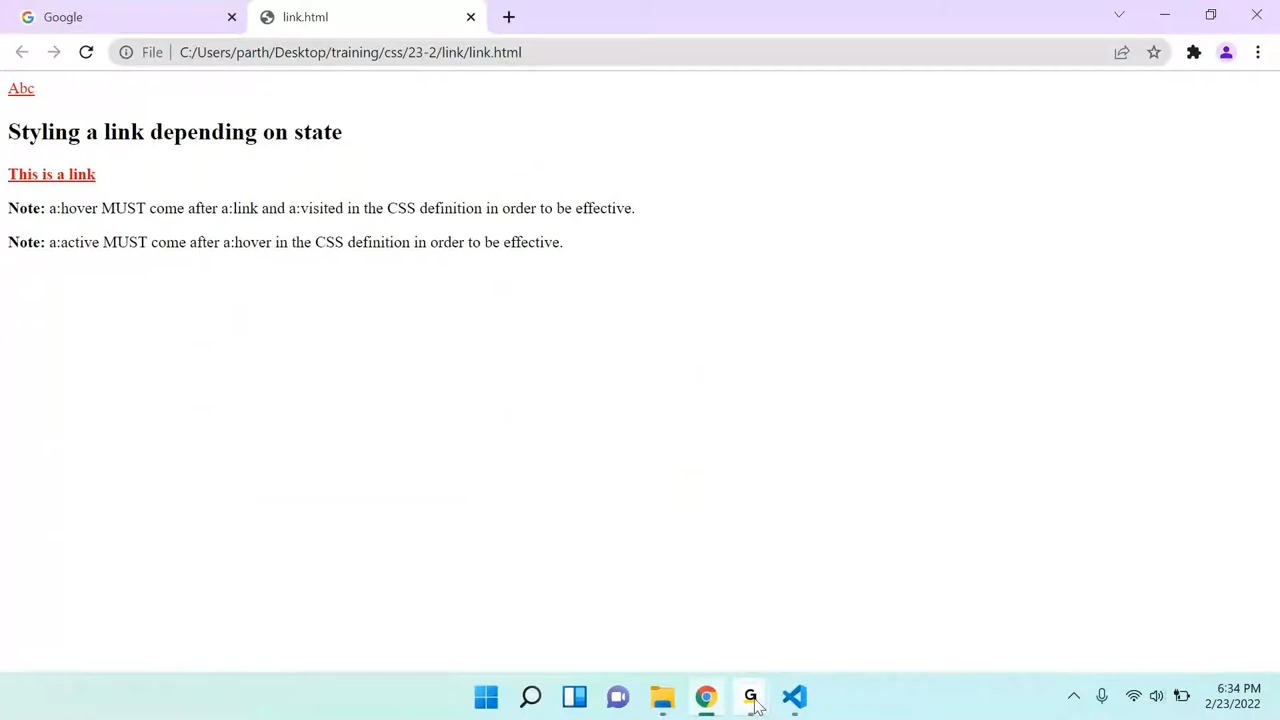 Google
link.html
File
C:/Users/parth/Desktop/training/css/23-2/link/link.html
Abc
Styling a link depending on state
This is a link
Note: a:hover MUST come after a:link and a:visited in the CSS definition in order to be effective.
Note: a:active MUST come after a:hover in the CSS definition in order to be effective.
G
6:34 PM
2/23/2022